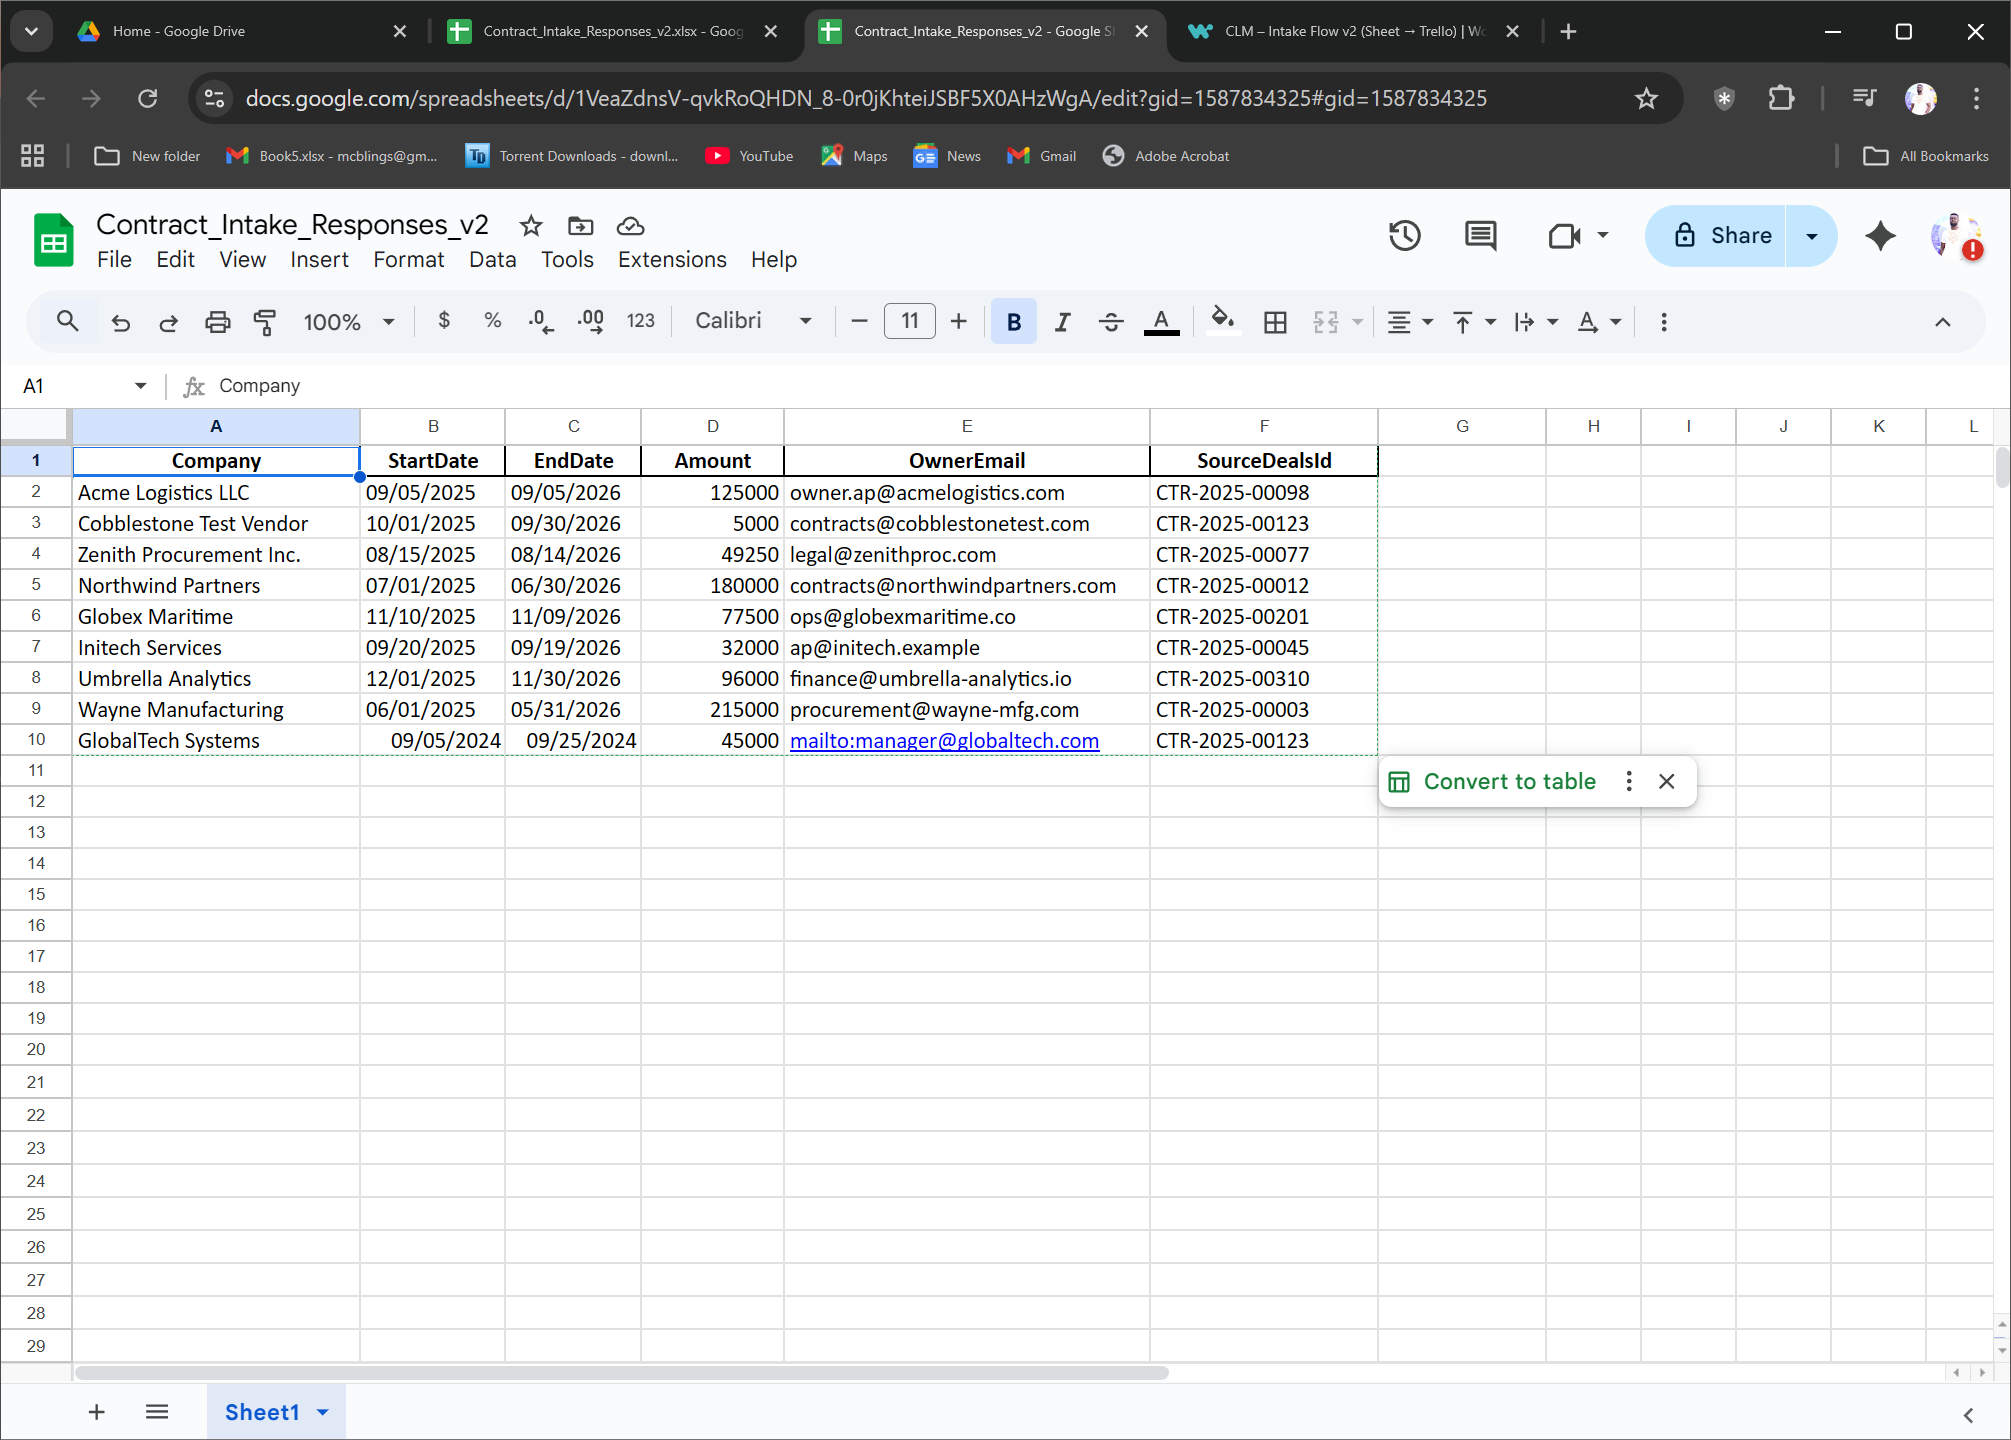 Home - Google Drive
Contract_Intake_Responses_v2.xlsx - Goog
Contract_Intake_Responses_v2 - Google S
CLM – Intake Flow v2 (Sheet → Trello) | Wo
docs.google.com/spreadsheets/d/1VeaZdnsV-qvkRoQHDN_8-0r0jKhteiJSBF5X0AHzWgA/edit?gid=1587834325#gid=1587834325
New folder
Book5.xlsx - mcblings@gm...
Torrent Downloads - downl...
YouTube
Maps
News
Gmail
Adobe Acrobat
All Bookmarks
Contract_Intake_Responses_v2
File Edit View Insert Format Data Tools Extensions Help
Share
100% $ % .0 .00 123 Calibri 11 B I A
A1 fx Company
A B C D E F G H I J K L
1 Company StartDate EndDate Amount OwnerEmail SourceDealsId
2 Acme Logistics LLC 09/05/2025 09/05/2026 125000 owner.ap@acmelogistics.com CTR-2025-00098
3 Cobblestone Test Vendor 10/01/2025 09/30/2026 5000 contracts@cobblestonetest.com CTR-2025-00123
4 Zenith Procurement Inc. 08/15/2025 08/14/2026 49250 legal@zenithproc.com CTR-2025-00077
5 Northwind Partners 07/01/2025 06/30/2026 180000 contracts@northwindpartners.com CTR-2025-00012
6 Globex Maritime 11/10/2025 11/09/2026 77500 ops@globexmaritime.co CTR-2025-00201
7 Initech Services 09/20/2025 09/19/2026 32000 ap@initech.example CTR-2025-00045
8 Umbrella Analytics 12/01/2025 11/30/2026 96000 finance@umbrella-analytics.io CTR-2025-00310
9 Wayne Manufacturing 06/01/2025 05/31/2026 215000 procurement@wayne-mfg.com CTR-2025-00003
10 GlobalTech Systems 09/05/2024 09/25/2024 45000 mailto:manager@globaltech.com CTR-2025-00123
11
Convert to table
12
13
14
15
16
17
18
19
20
21
22
23
24
25
26
27
28
29
Sheet1